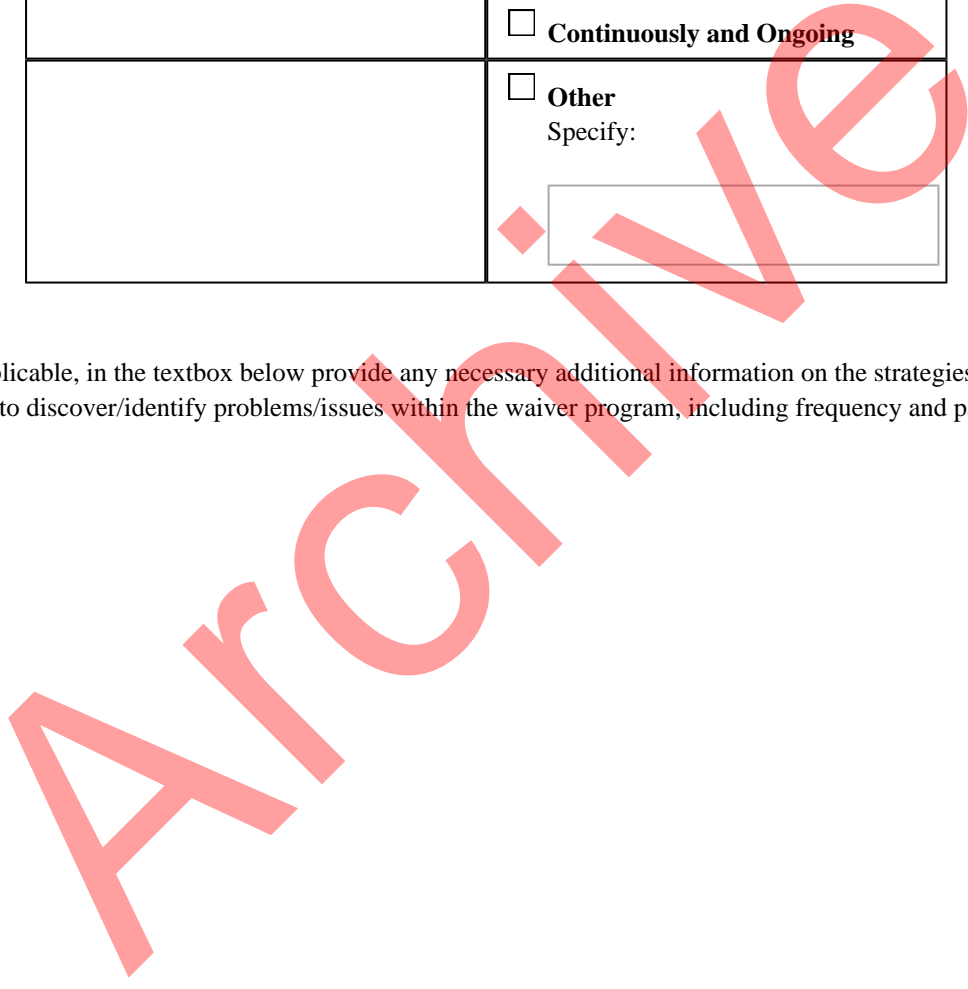 Continuously and Ongoing
Other
Specify:
plicable, in the textbox below provide any necessary additional information on the strategies
to discover/identify problems/issues within the waiver program, including frequency and p
Archive